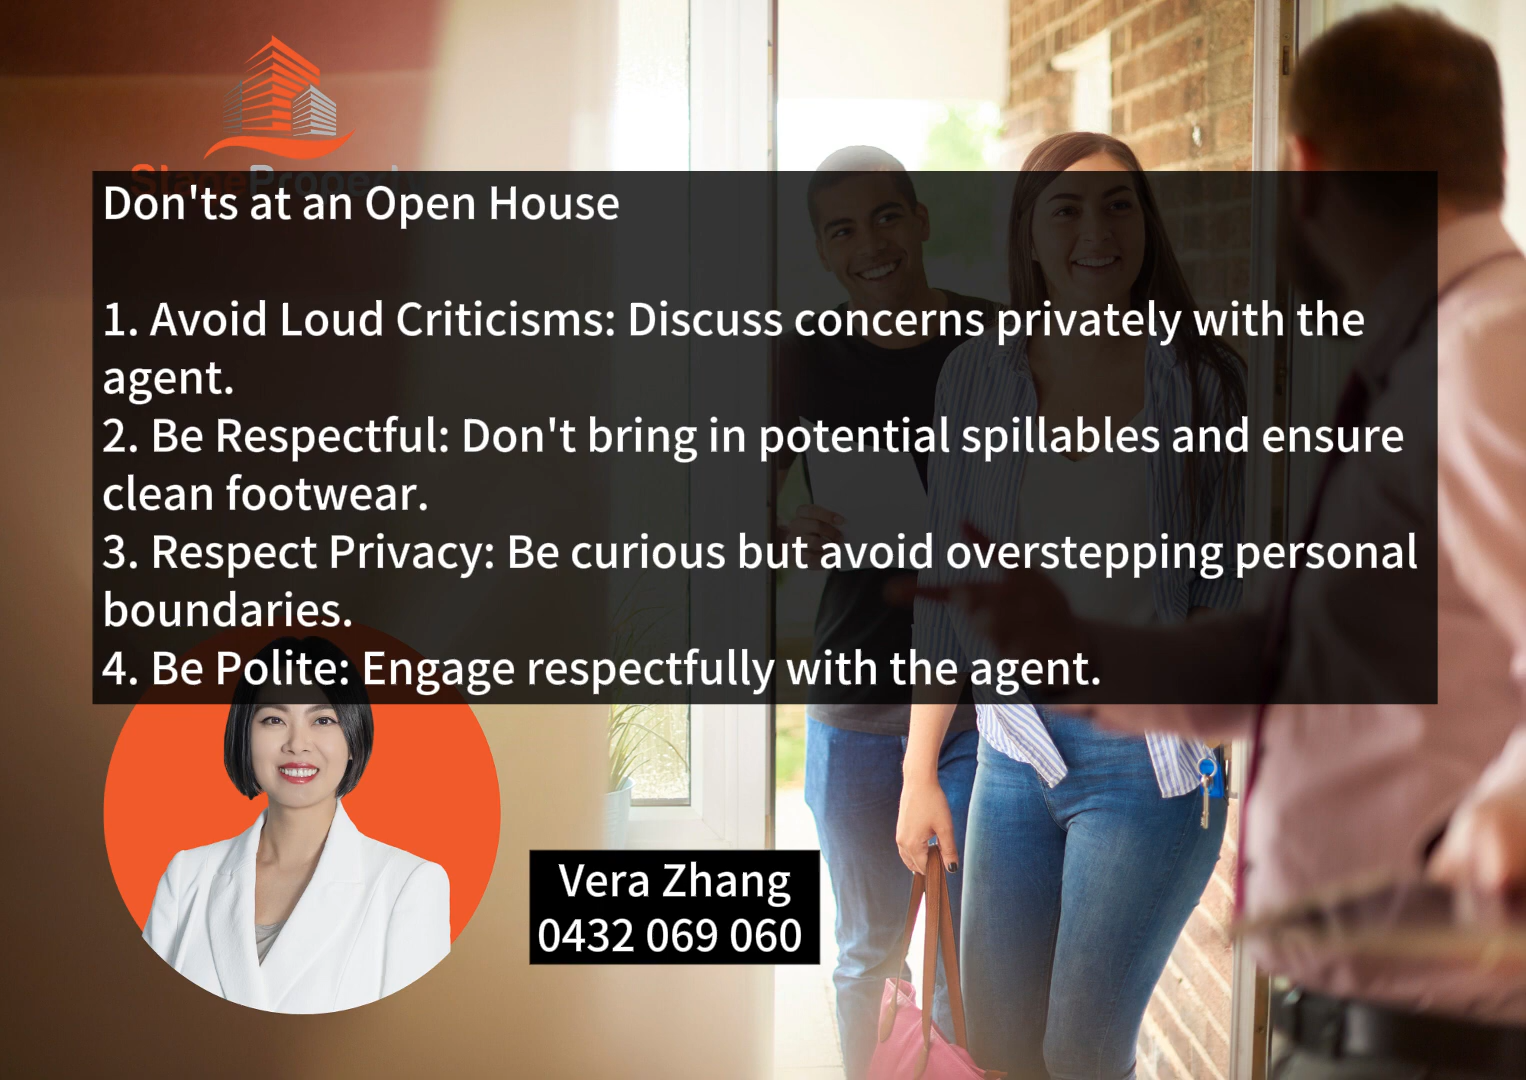 Don'ts at an Open House
1. Avoid Loud Criticisms: Discuss concerns privately with the
agent.
2. Be Respectful: Don't bring in potential spillables and ensure
clean footwear.
3. Respect Privacy: Be curious but avoid overstepping personal
boundaries.
4. Be Polite: Engage respectfully with the agent.
Vera Zhang
0432 069 060